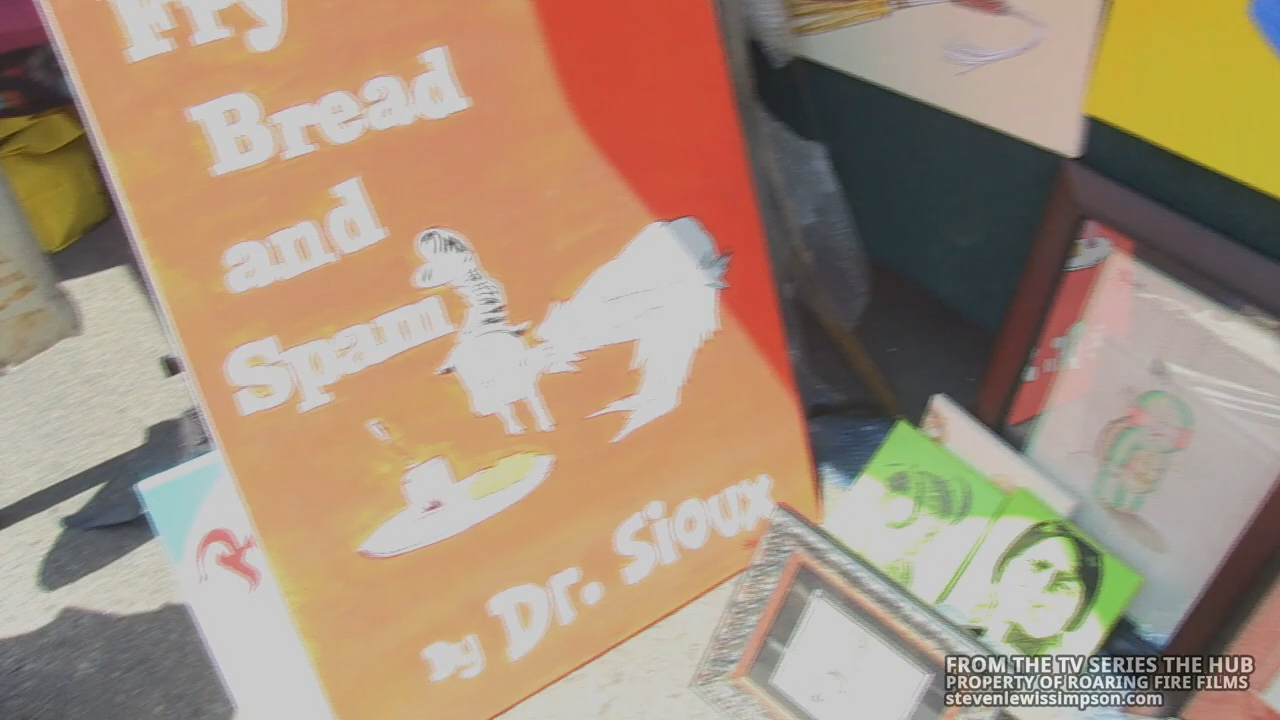 Fry
Bread
and
Spam
By Dr. Sioux
FROM THE TV SERIES THE HUB
PROPERTY OF ROARING FIRE FILMS
stevenlewissimpson.com